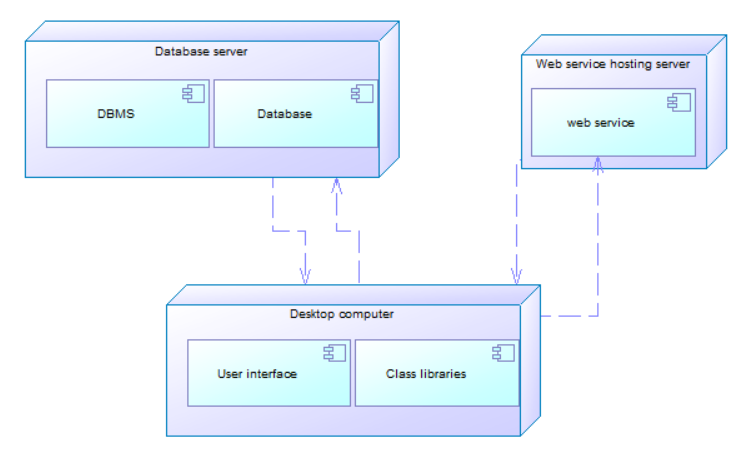 Database server
DBMS
Database
Web service hosting server
web service
Desktop computer
User interface
Class libraries